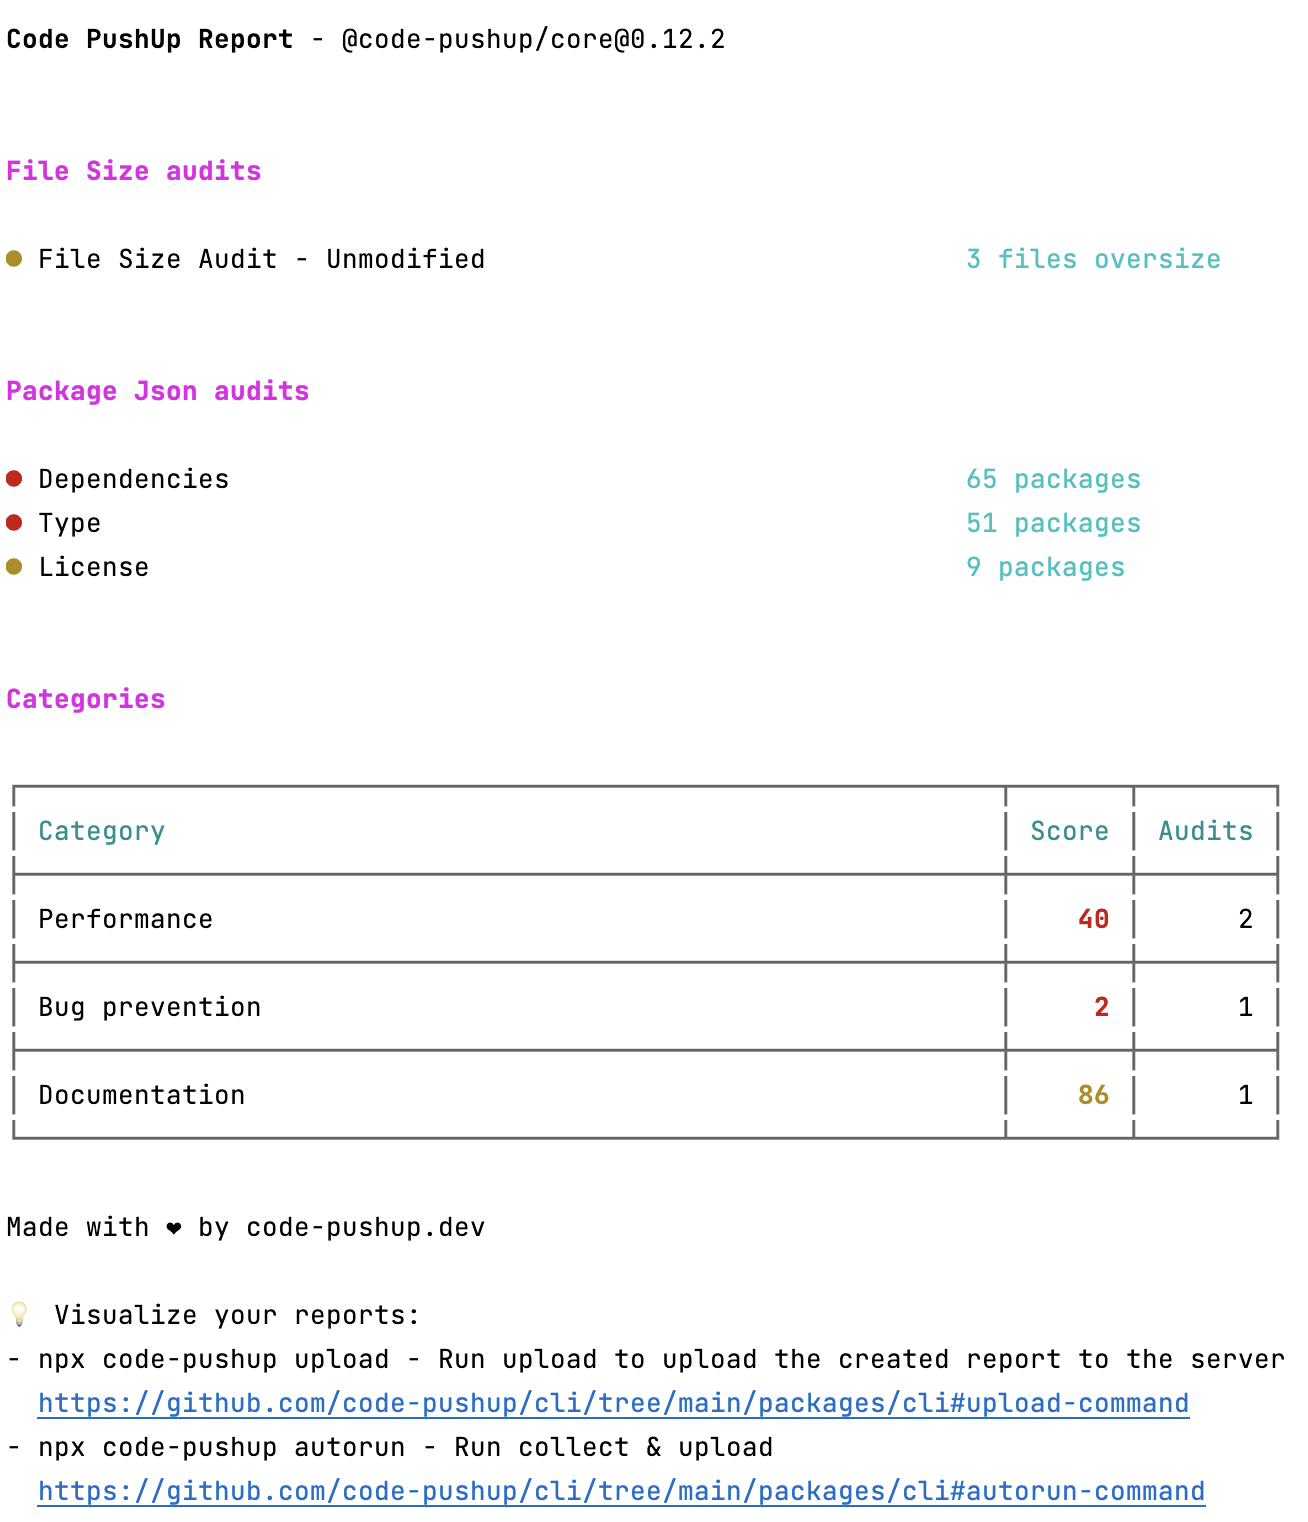 Code PushUp Report - @code-pushup/core@0.12.2
File Size audits
● File Size Audit - Unmodified 3 files oversize
Package Json audits
● Dependencies 65 packages
● Type 51 packages
● License 9 packages
Categories
Category Score Audits
Performance 40 2
Bug prevention 2 1
Documentation 86 1
Made with ❤ by code-pushup.dev
💡 Visualize your reports:
- npx code-pushup upload - Run upload to upload the created report to the server
https://github.com/code-pushup/cli/tree/main/packages/cli#upload-command
- npx code-pushup autorun - Run collect & upload
https://github.com/code-pushup/cli/tree/main/packages/cli#autorun-command